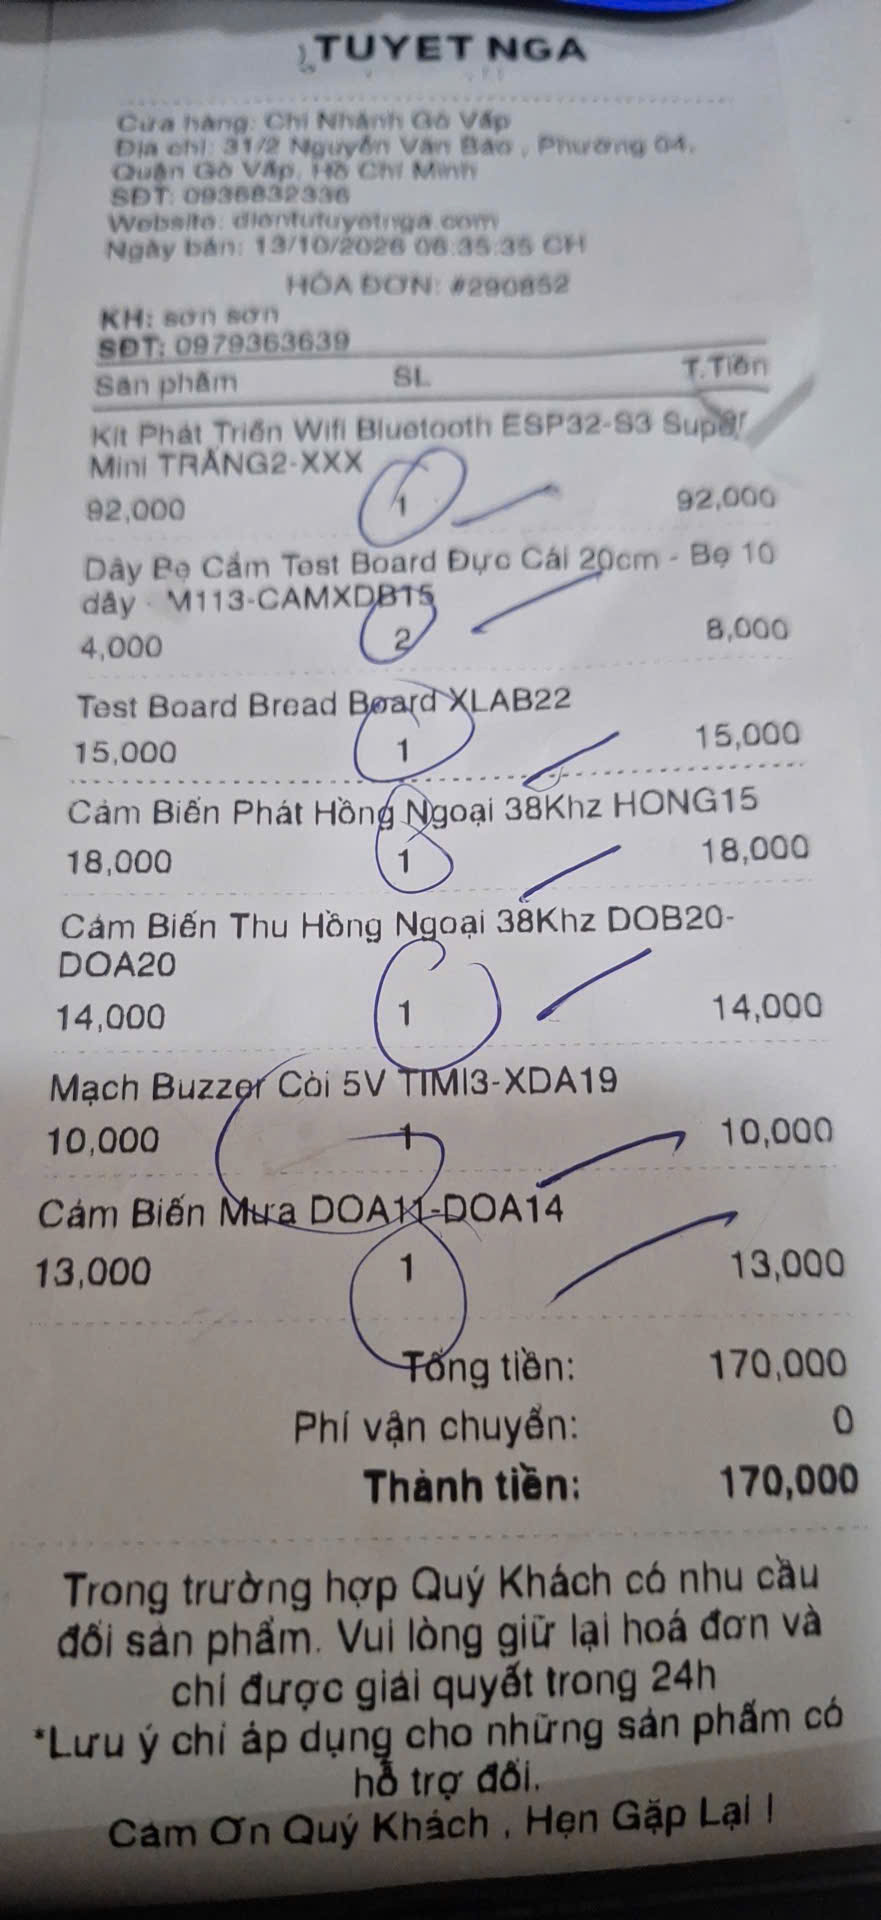 TUYET NGA
Cửa hàng: Chi Nhánh Gò Vấp
Địa chỉ: 31/2 Nguyễn Văn Bảo , Phường 04,
Quận Gò Vấp, Hồ Chí Minh
SĐT: 0936832336
Website: dientutuyetnga.com
Ngày bán: 13/10/2026 06:35:35 CH
HÓA ĐƠN: #290852
KH: sơn sơn
SĐT: 0979363639
Sản phẩm SL T.Tiền
Kit Phát Triển Wifi Bluetooth ESP32-S3 Super
Mini TRẮNG2-XXX
92,000 1 92,000
Dây Bẹ Cắm Test Board Đực Cái 20cm - Bẹ 10
dây - M113-CAMXDB15
4,000 2 8,000
Test Board Bread Board XLAB22
15,000 1 15,000
Cảm Biến Phát Hồng Ngoại 38Khz HONG15
18,000 1 18,000
Cảm Biến Thu Hồng Ngoại 38Khz DOB20-
DOA20
14,000 1 14,000
Mạch Buzzer Còi 5V TIMI3-XDA19
10,000 1 10,000
Cảm Biến Mưa DOA11-DOA14
13,000 1 13,000
Tổng tiền: 170,000
Phí vận chuyển: 0
Thành tiền: 170,000
Trong trường hợp Quý Khách có nhu cầu
đổi sản phẩm. Vui lòng giữ lại hoá đơn và
chỉ được giải quyết trong 24h
*Lưu ý chỉ áp dụng cho những sản phẩm có
hỗ trợ đổi.
Cảm Ơn Quý Khách , Hẹn Gặp Lại !